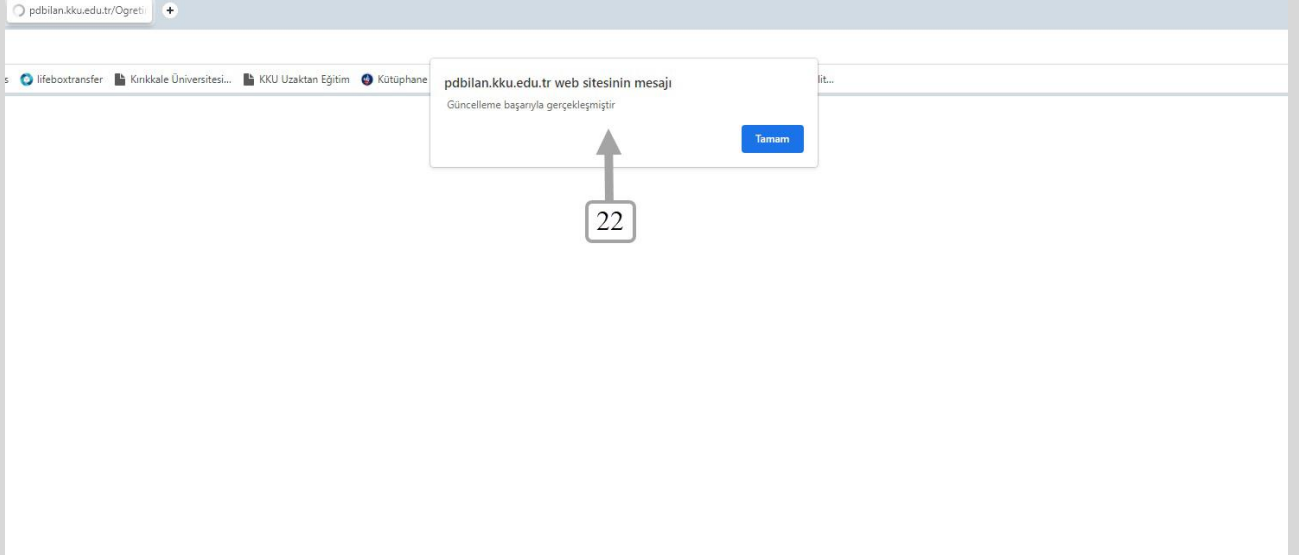 pdbilan.kku.edu.tr/Ogreti
s lifeboxtransfer Kırıkkale Üniversitesi... KKU Uzaktan Eğitim Kütüphane lit...
pdbilan.kku.edu.tr web sitesinin mesajı
Güncelleme başarıyla gerçekleşmiştir
Tamam
22